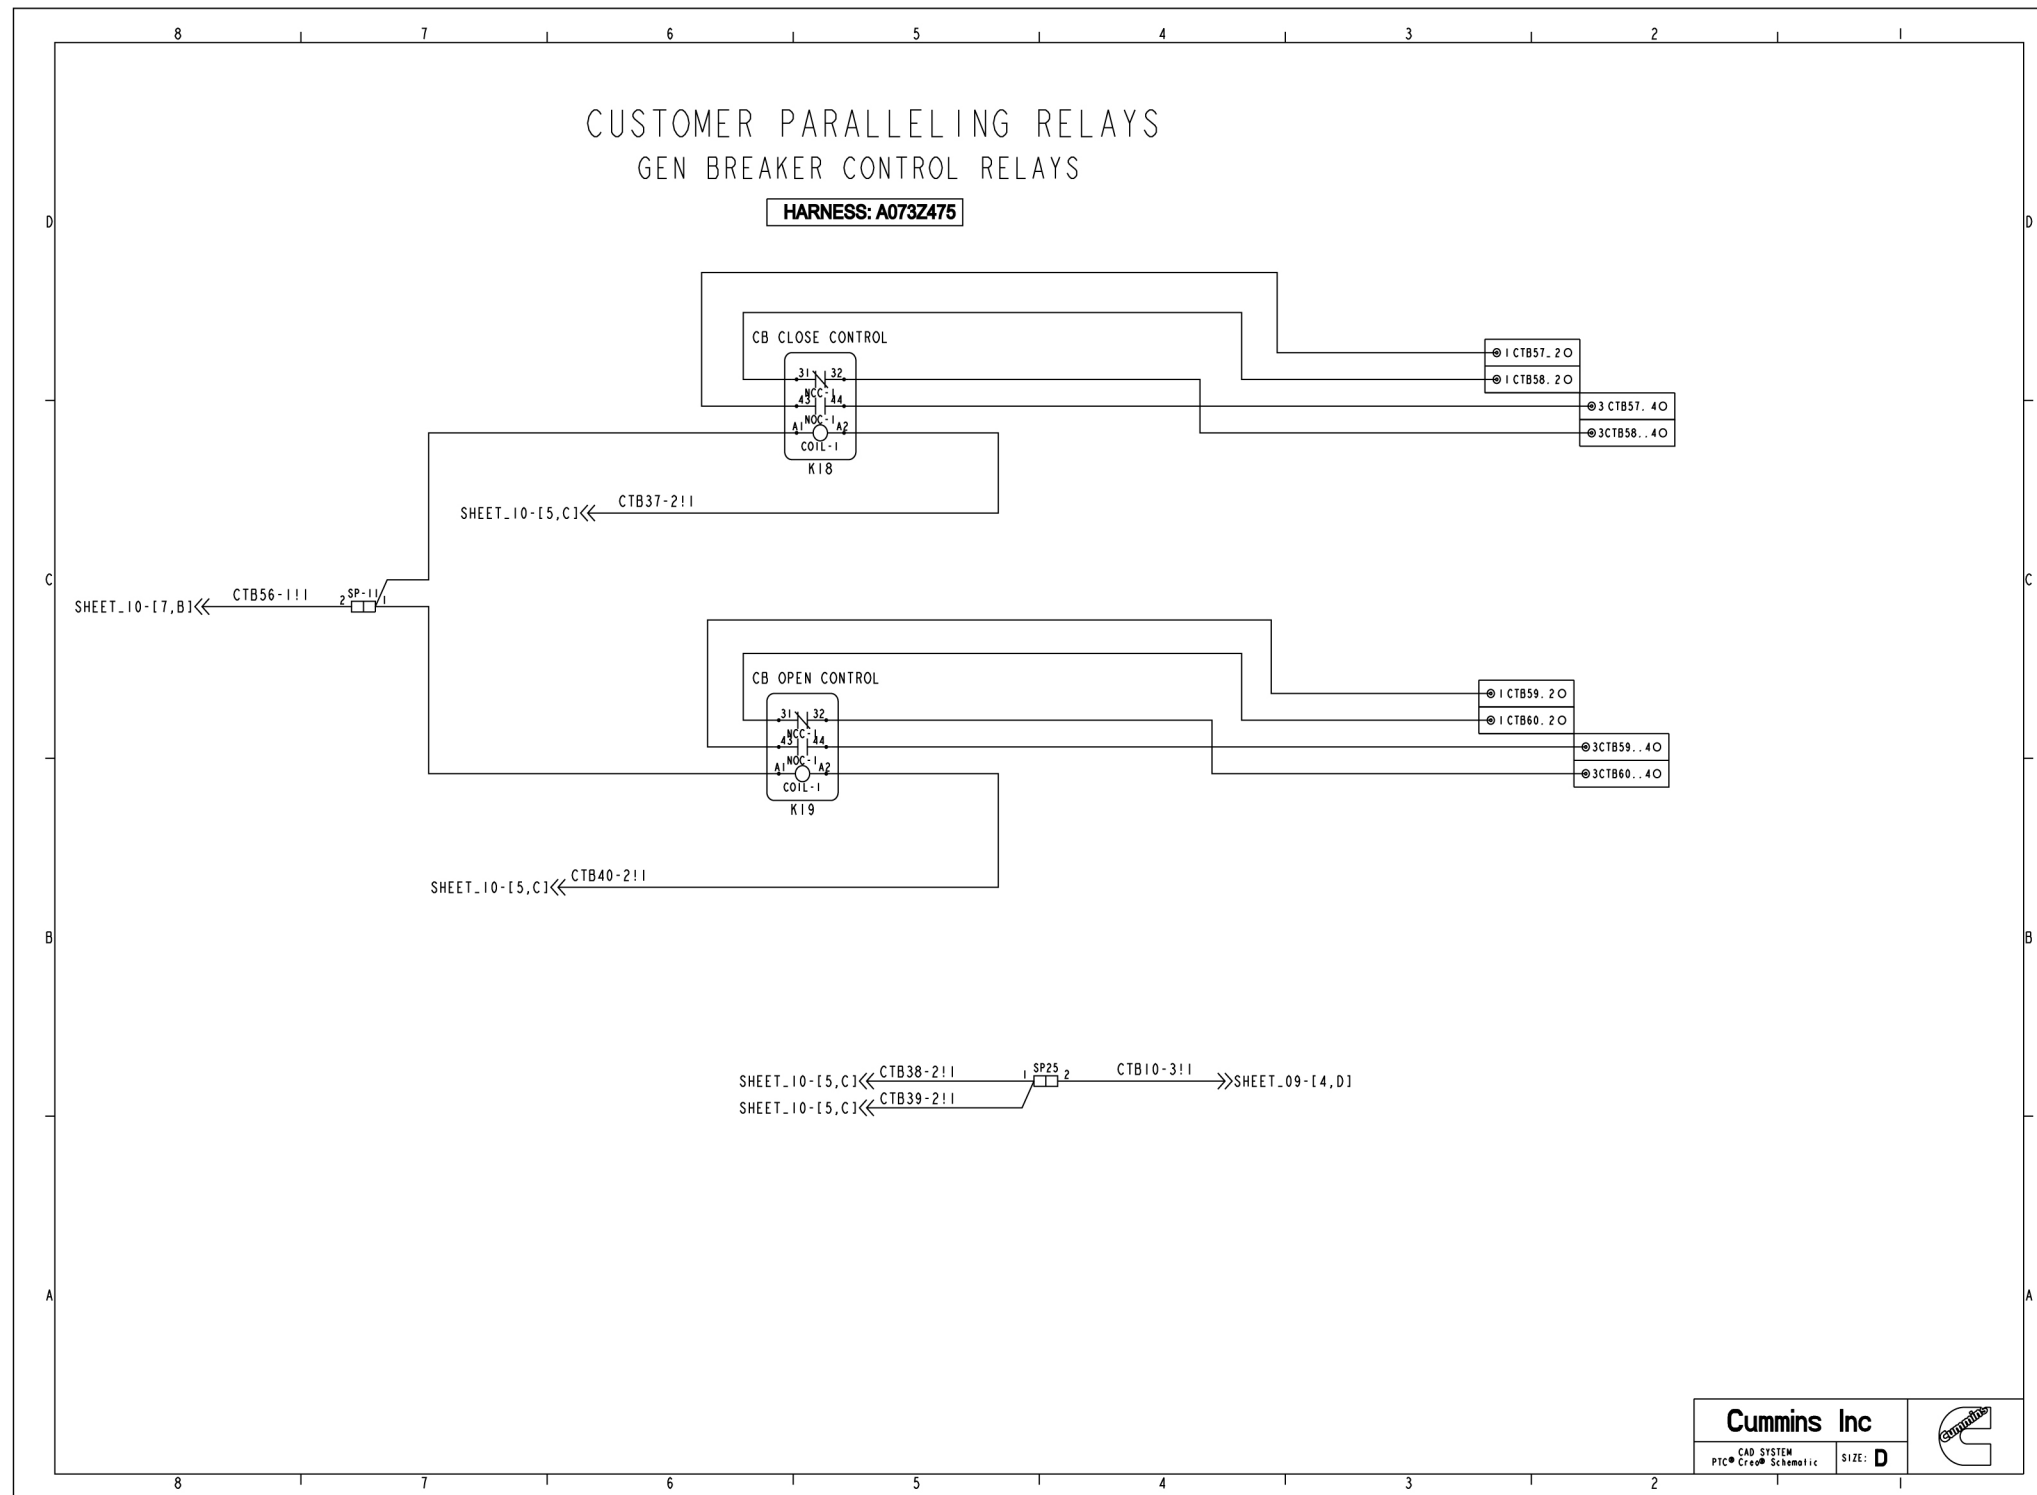 8 7 6 5 4 3 2 1
CUSTOMER PARALLELING RELAYS
GEN BREAKER CONTROL RELAYS
HARNESS: A073Z475
D D
CB CLOSE CONTROL
1 CTB57_ 2
31 32
1 CTB58. 2
NCC-1
43 44
3 CTB57. 4
NOC-1
A1 A2
3CTB58..4
COIL-1
K18
CTB37-2!1
SHEET_10-[5,C]
C C
CTB56-1!1
SP-11
2 1
SHEET_10-[7,B]
CB OPEN CONTROL
1 CTB59. 2
31 32
1 CTB60. 2
NCC-1
43 44
3CTB59..4
NOC-1
A1 A2
3CTB60..4
COIL-1
K19
CTB40-2!1
SHEET_10-[5,C]
B B
SP25
CTB38-2!1 1 2 CTB10-3!1
SHEET_10-[5,C] SHEET_09-[4,D]
CTB39-2!1
SHEET_10-[5,C]
A A
Cummins Inc
Cummins
CAD SYSTEM
PTC® Creo® Schematic
SIZE: D
8 7 6 5 4 3 2 1